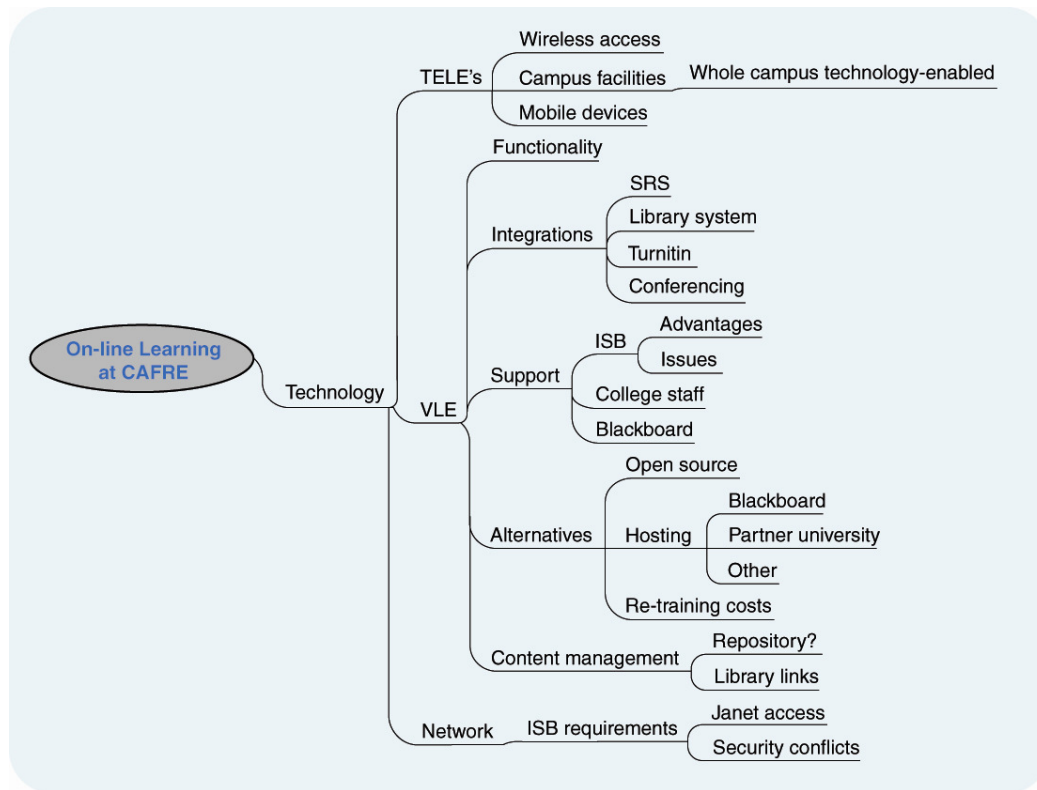 On-line Learning
at CAFRE
Technology
TELE's
Wireless access
Campus facilities
Whole campus technology-enabled
Mobile devices
VLE
Functionality
Integrations
SRS
Library system
Turnitin
Conferencing
Support
ISB
Advantages
Issues
College staff
Blackboard
Alternatives
Open source
Hosting
Blackboard
Partner university
Other
Re-training costs
Content management
Repository?
Library links
Network
ISB requirements
Janet access
Security conflicts